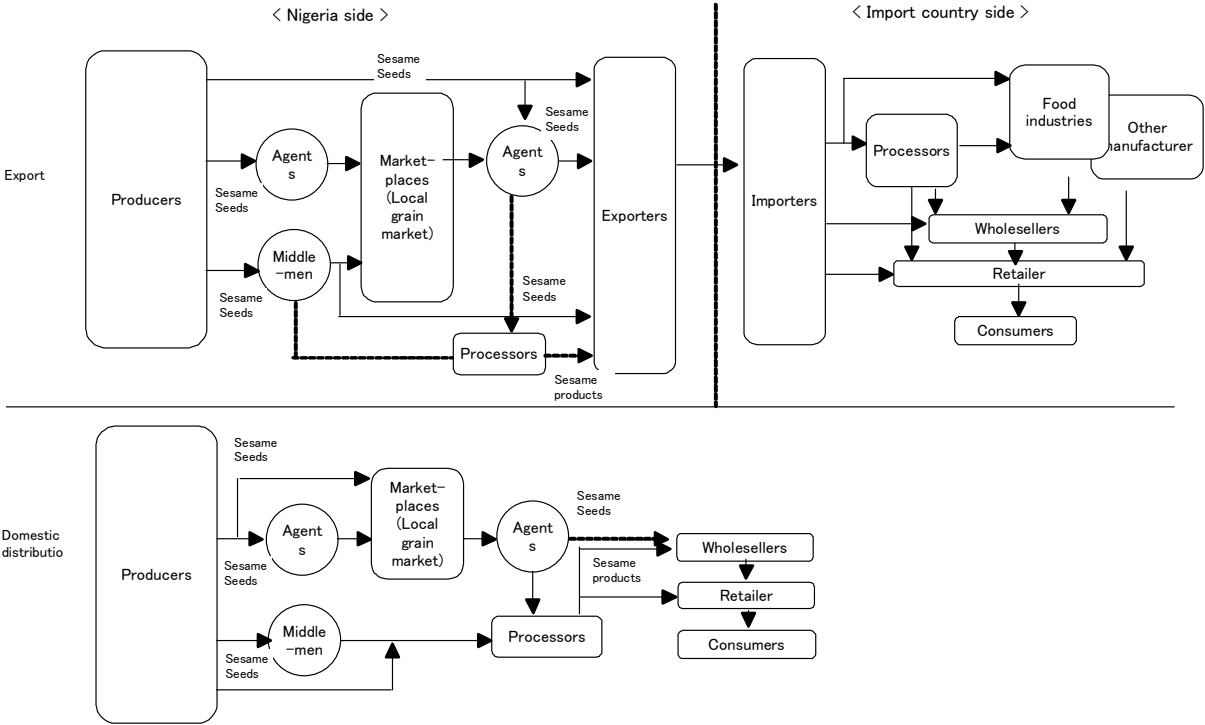 < Nigeria side >
< Import country side >
Export
Producers
Sesame
Seeds
Agent
s
Sesame
Seeds
Middle
-men
Sesame
Seeds
Market-
places
(Local
grain
market)
Sesame
Seeds
Agent
s
Sesame
Seeds
Processors
Sesame
products
Exporters
Importers
Processors
Food
industries
Other
manufacturer
Wholesellers
Retailer
Consumers
Domestic
distributio
Producers
Sesame
Seeds
Agent
s
Sesame
Seeds
Middle
-men
Sesame
Seeds
Market-
places
(Local
grain
market)
Agent
s
Sesame
Seeds
Sesame
products
Processors
Wholesellers
Retailer
Consumers